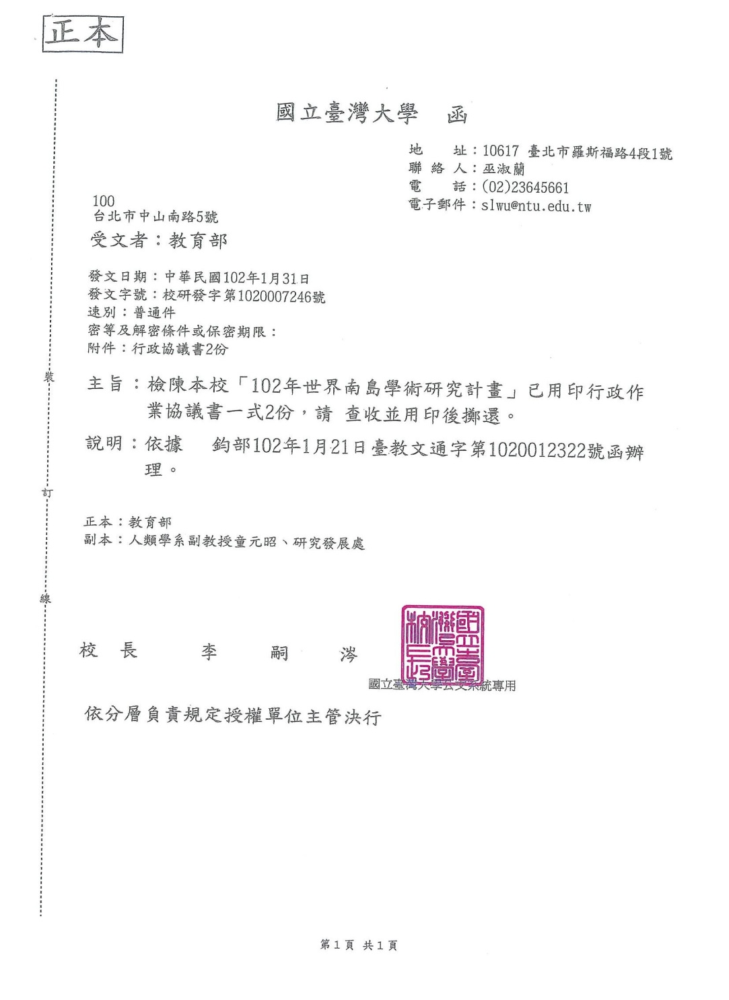 正本
國立臺灣大學 函
地　　址：10617 臺北市羅斯福路4段1號
聯 絡 人：巫淑蘭
電　　話：(02)23645661
電子郵件：slwu@ntu.edu.tw
100
台北市中山南路5號
受文者：教育部
發文日期：中華民國102年1月31日
發文字號：校研發字第1020007246號
速別：普通件
密等及解密條件或保密期限：
附件：行政協議書2份
主旨：檢陳本校「102年世界南島學術研究計畫」已用印行政作
業協議書一式2份，請 查收並用印後擲還。
說明：依據　鈞部102年1月21日臺教文通字第1020012322號函辦
理。
正本：教育部
副本：人類學系副教授童元昭、研究發展處
裝
訂
線
校 長　李 嗣 涔
國立臺灣大學校長印
國立臺灣大學公文系統專用
依分層負責規定授權單位主管決行
第1頁 共1頁